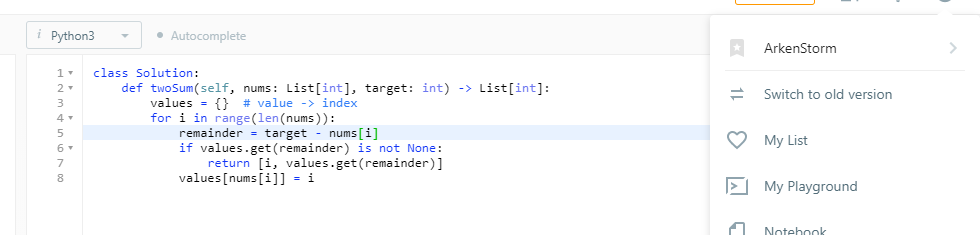 i Python3
Autocomplete
ArkenStorm
Switch to old version
My List
My Playground
Notebook
1 class Solution:
2 def twoSum(self, nums: List[int], target: int) -> List[int]:
3 values = {}  # value -> index
4 for i in range(len(nums)):
5 remainder = target - nums[i]
6 if values.get(remainder) is not None:
7 return [i, values.get(remainder)]
8 values[nums[i]] = i